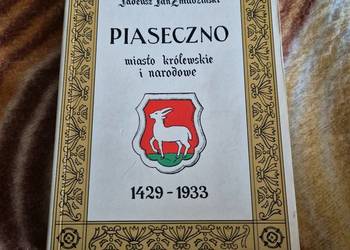 Tadeusz Jan Żmudziński
PIASECZNO
miasto królewskie
i narodowe
1429-1933